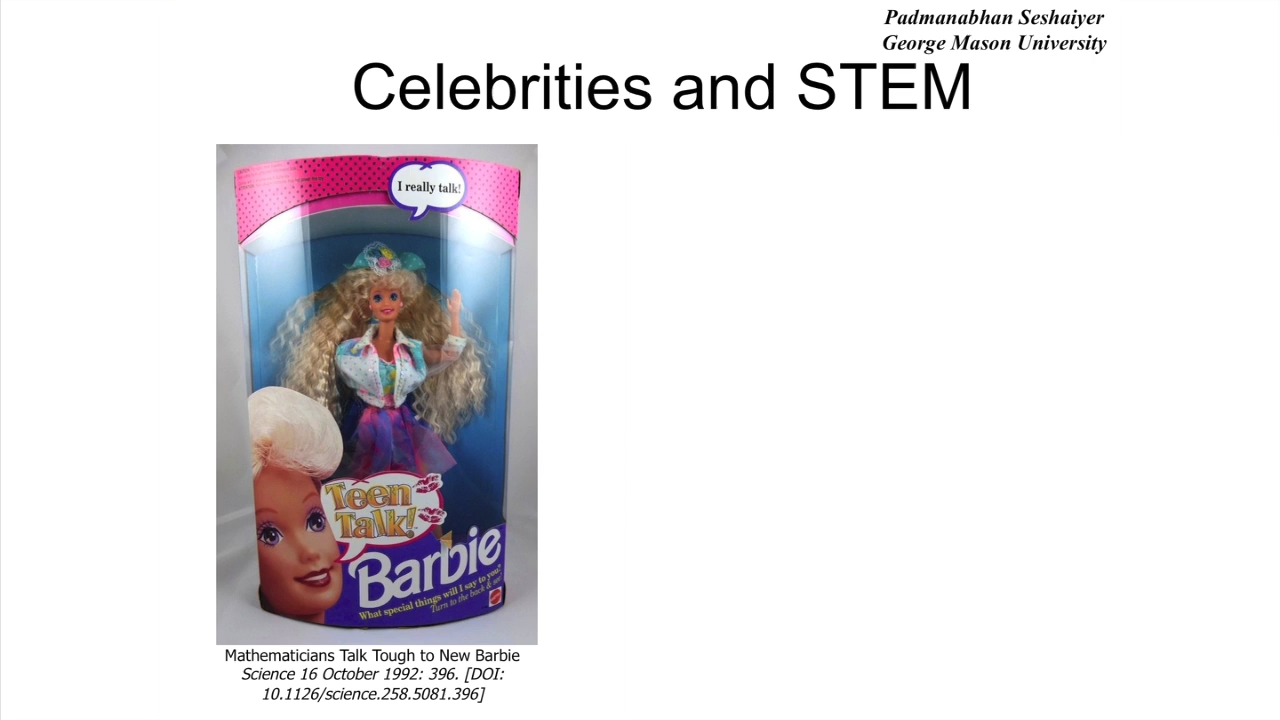 Padmanabhan Seshaiyer
George Mason University
Celebrities and STEM
I really talk!
Teen
Talk!
Barbie
What special things will I say to you?
Turn to the back & see!
Mathematicians Talk Tough to New Barbie
Science 16 October 1992: 396. [DOI:
10.1126/science.258.5081.396]